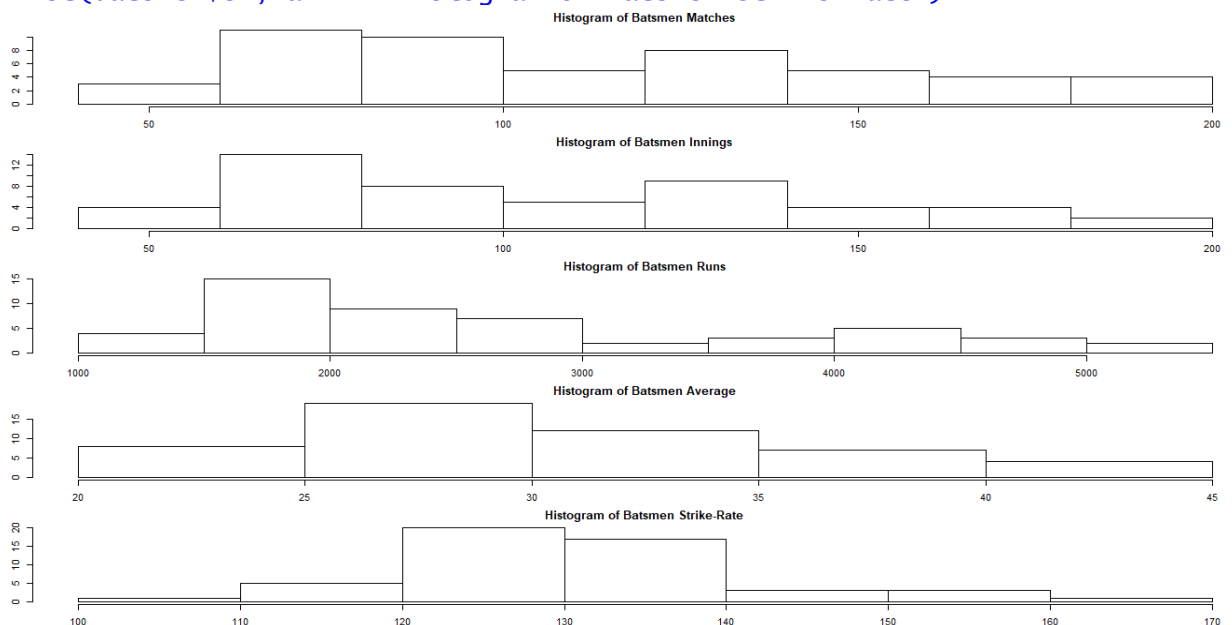 Histogram of Batsmen Matches
0 2 4 6 8
50 100 150 200
Histogram of Batsmen Innings
0 4 8 12
50 100 150 200
Histogram of Batsmen Runs
0 5 10 15
1000 2000 3000 4000 5000
Histogram of Batsmen Average
0 5 10 15
20 25 30 35 40 45
Histogram of Batsmen Strike-Rate
0 5 10 15 20
100 110 120 130 140 150 160 170